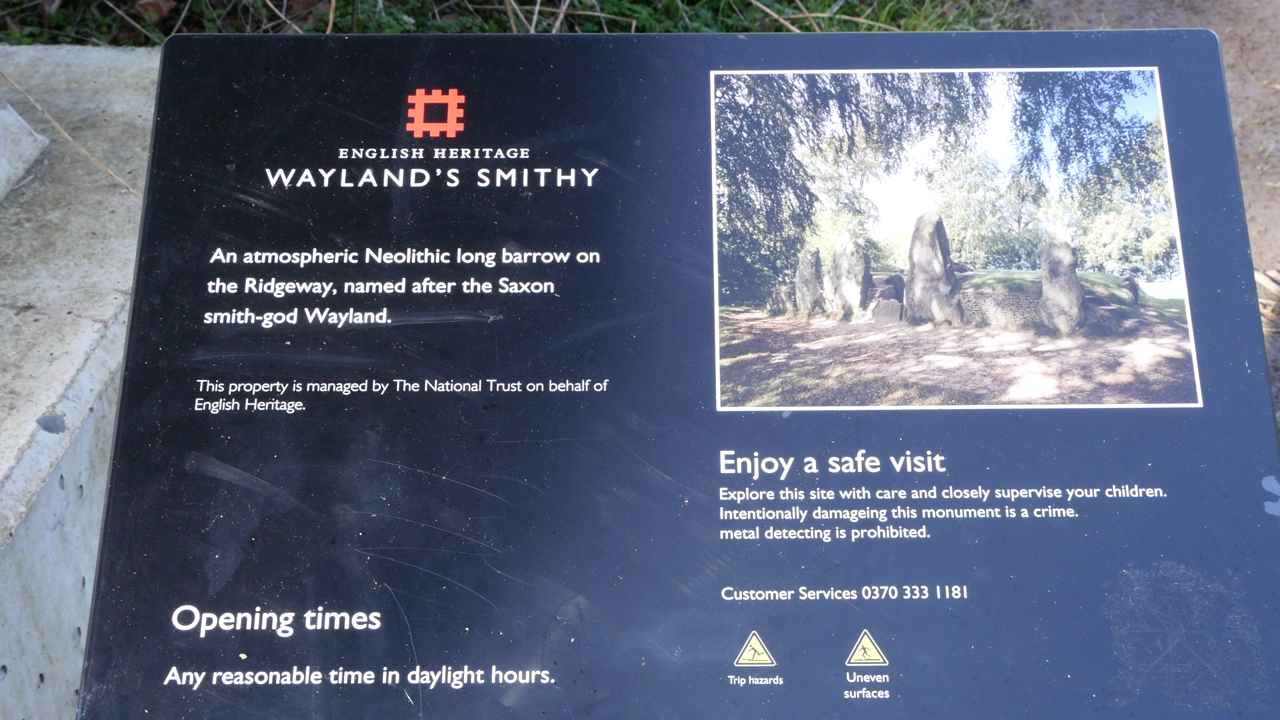 ENGLISH HERITAGE
WAYLAND'S SMITHY
An atmospheric Neolithic long barrow on
the Ridgeway, named after the Saxon
smith-god Wayland.
This property is managed by The National Trust on behalf of
English Heritage.
Opening times
Any reasonable time in daylight hours.
Enjoy a safe visit
Explore this site with care and closely supervise your children.
Intentionally damageing this monument is a crime.
metal detecting is prohibited.
Customer Services 0370 333 1181
Trip hazards
Uneven
surfaces